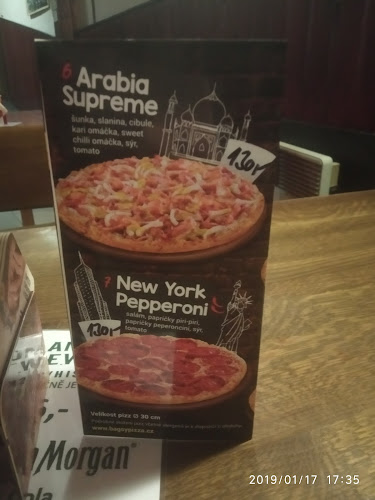 6 Arabia
Supreme
šunka, slanina, cibule,
kari omáčka, sweet
chilli omáčka, sýr,
tomato
130,-
7 New York
Pepperoni
salám, papričky piri-piri,
papričky peperoncini, sýr,
tomato
130,-
Velikost pizz Ø 30 cm
www.bagsypizza.cz
Morgan®
2019/01/17 17:35